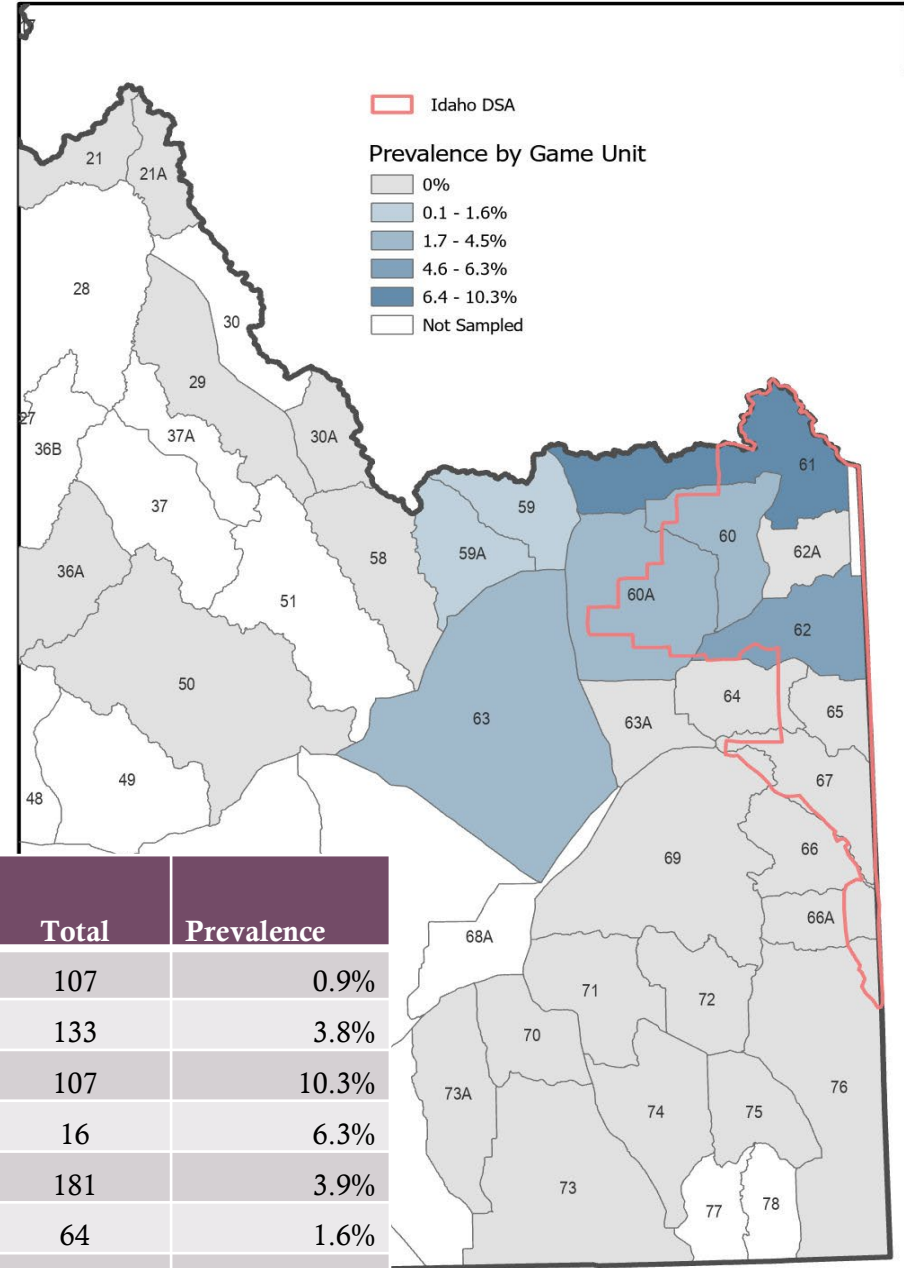 Idaho DSA
Prevalence by Game Unit
0%
0.1 - 1.6%
1.7 - 4.5%
4.6 - 6.3%
6.4 - 10.3%
Not Sampled
21
21A
28
30
29
27
36B
37A
30A
37
59
59A
58
36A
51
61
60
62A
60A
62
50
63
64
65
63A
49
48
67
69
66
66A
68A
71
72
70
73A
74
75
76
73
77
78
Total Prevalence
107 0.9%
133 3.8%
107 10.3%
16 6.3%
181 3.9%
64 1.6%